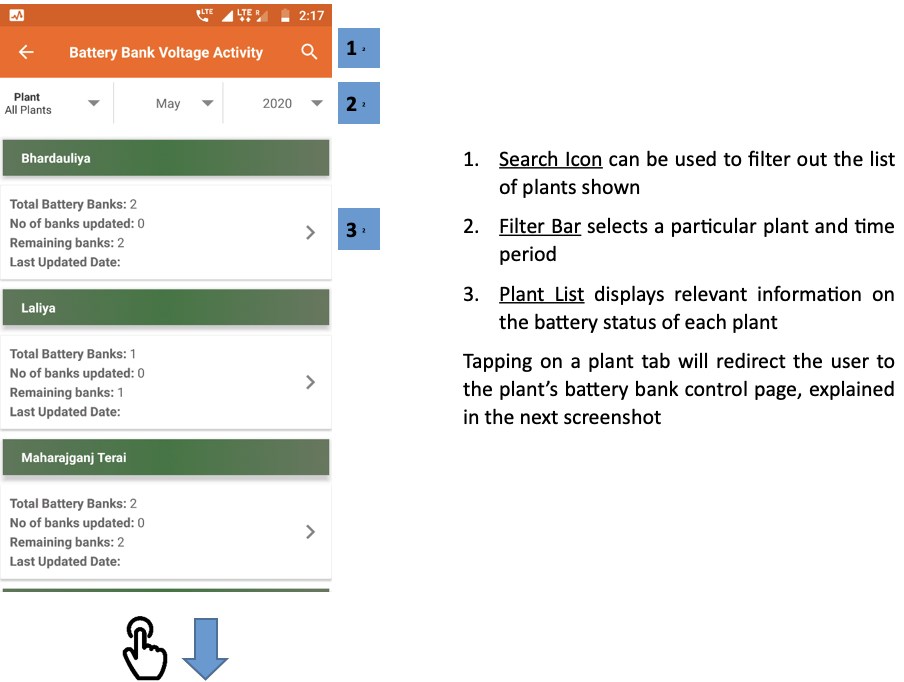 LTE LTE R 2:17
Battery Bank Voltage Activity
1 2
Plant
All Plants
May
2020
2 2
Bhardauliya
Total Battery Banks: 2
No of banks updated: 0
Remaining banks: 2
Last Updated Date:
3 2
Laliya
Total Battery Banks: 1
No of banks updated: 0
Remaining banks: 1
Last Updated Date:
Maharajganj Terai
Total Battery Banks: 2
No of banks updated: 0
Remaining banks: 2
Last Updated Date:
1. Search Icon can be used to filter out the list
of plants shown
2. Filter Bar selects a particular plant and time
period
3. Plant List displays relevant information on
the battery status of each plant
Tapping on a plant tab will redirect the user to
the plant’s battery bank control page, explained
in the next screenshot